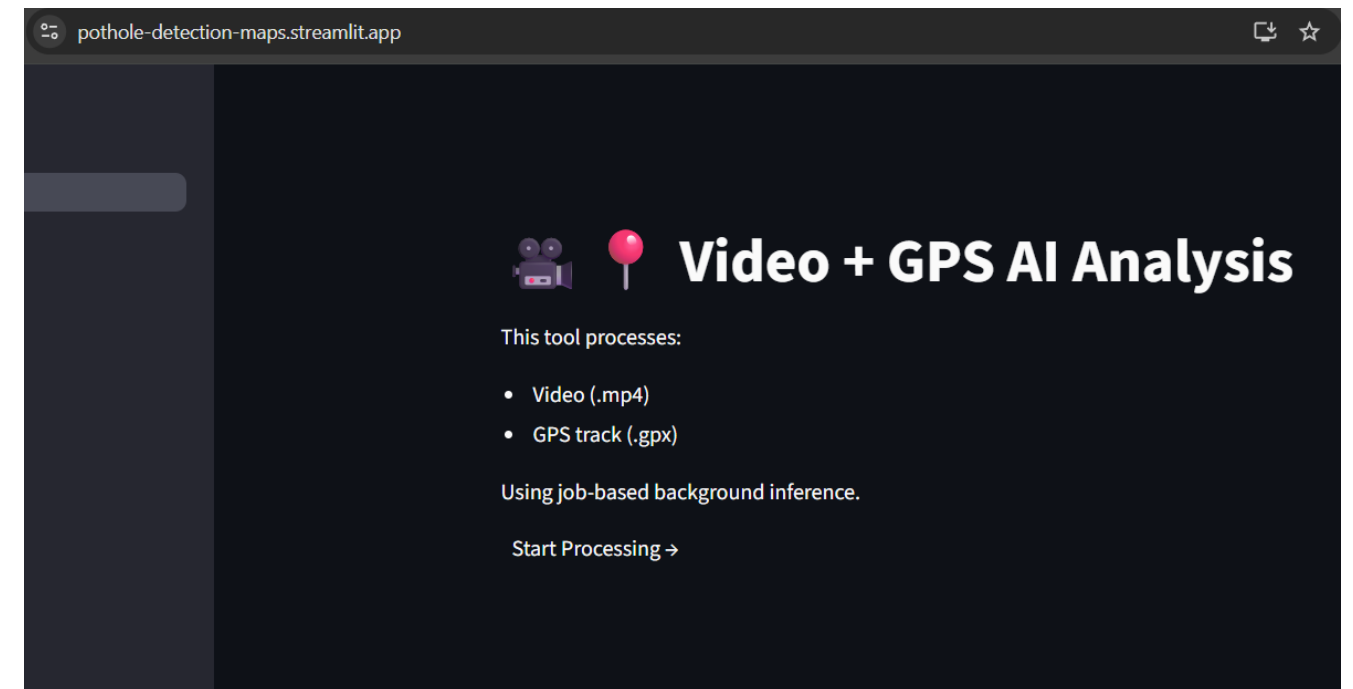 pothole-detection-maps.streamlit.app
Video + GPS AI Analysis
This tool processes:
• Video (.mp4)
• GPS track (.gpx)
Using job-based background inference.
Start Processing →